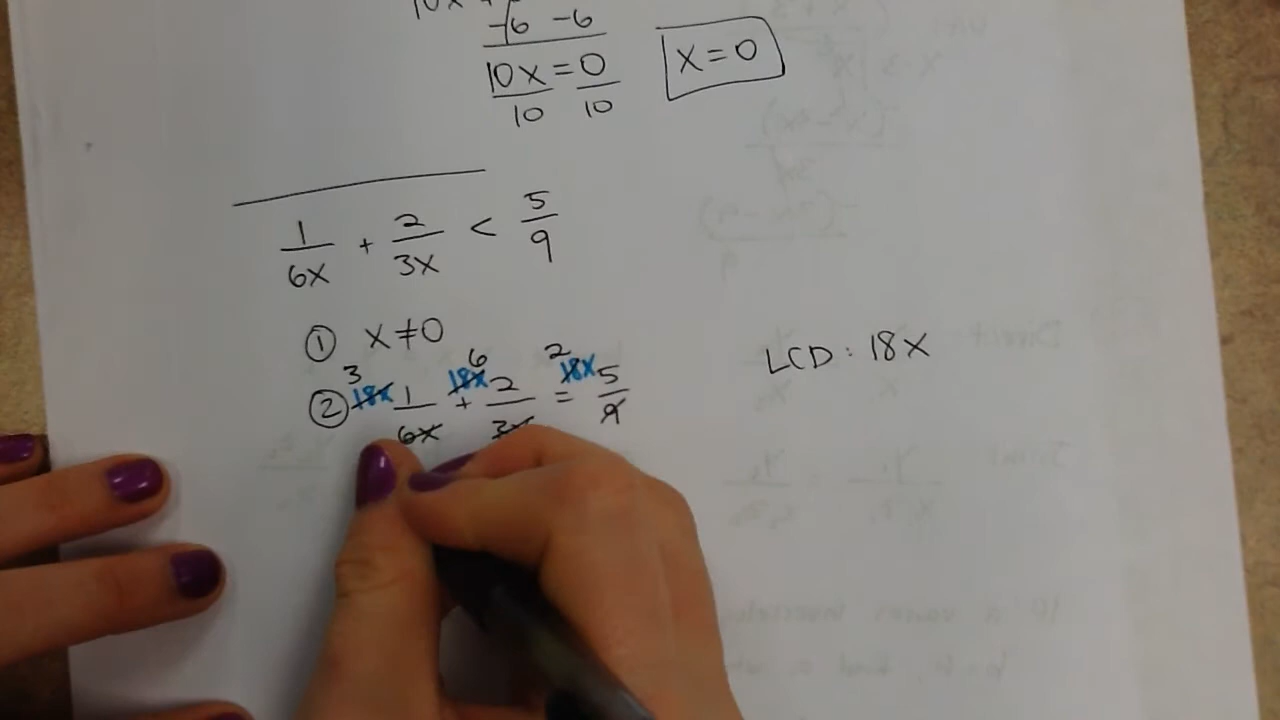 10x +
-6 -6
10x = 0
10 10
x = 0
1/6x + 2/3x < 5/9
① x ≠ 0
3 6 2
② 18x 1/6x + 18x 2/3x = 18x 5/9
LCD: 18x